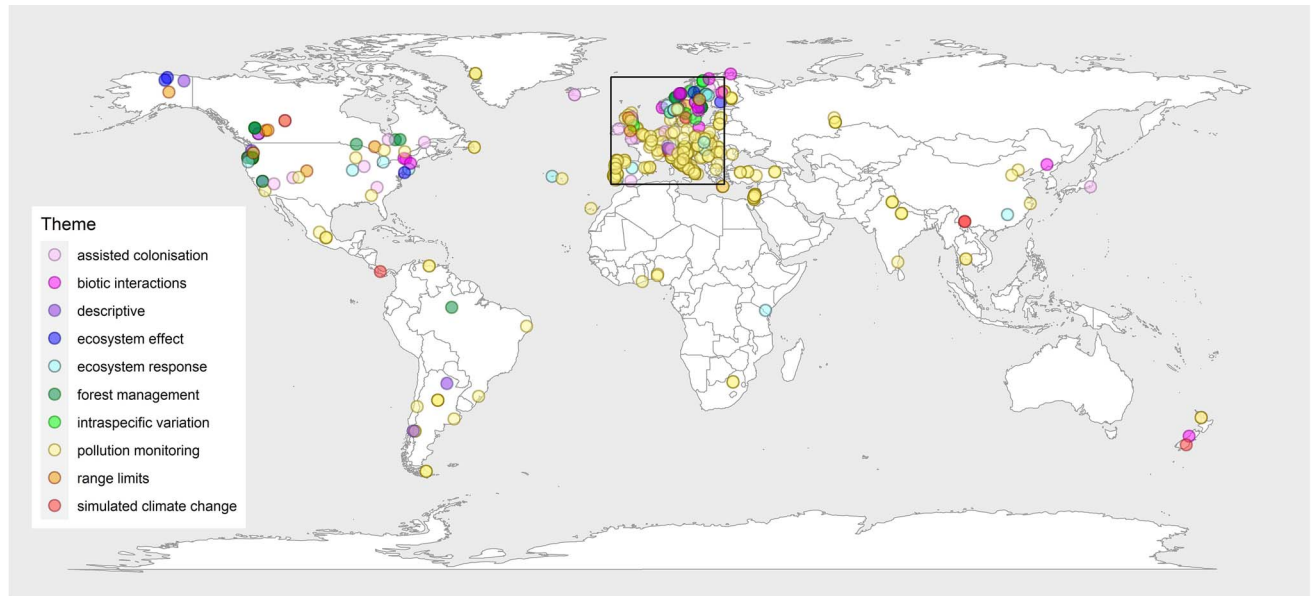 Theme
assisted colonisation
biotic interactions
descriptive
ecosystem effect
ecosystem response
forest management
intraspecific variation
pollution monitoring
range limits
simulated climate change